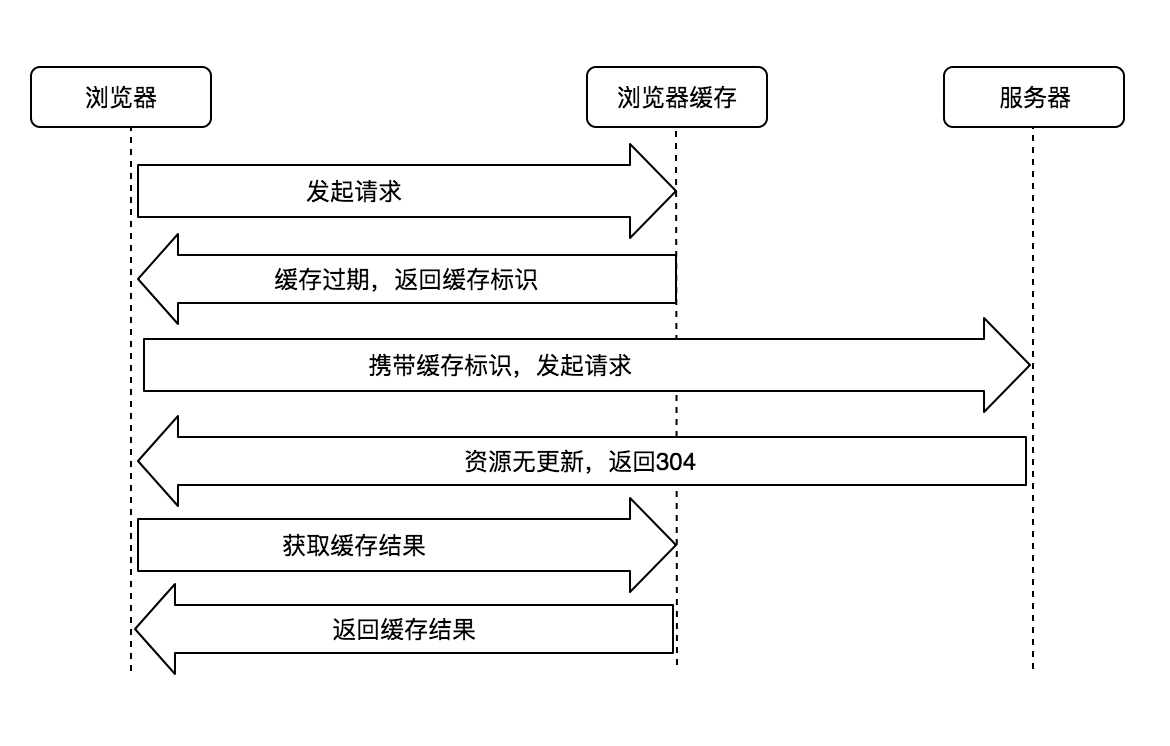 浏览器
浏览器缓存
服务器
发起请求
缓存过期，返回缓存标识
携带缓存标识，发起请求
资源无更新，返回304
获取缓存结果
返回缓存结果